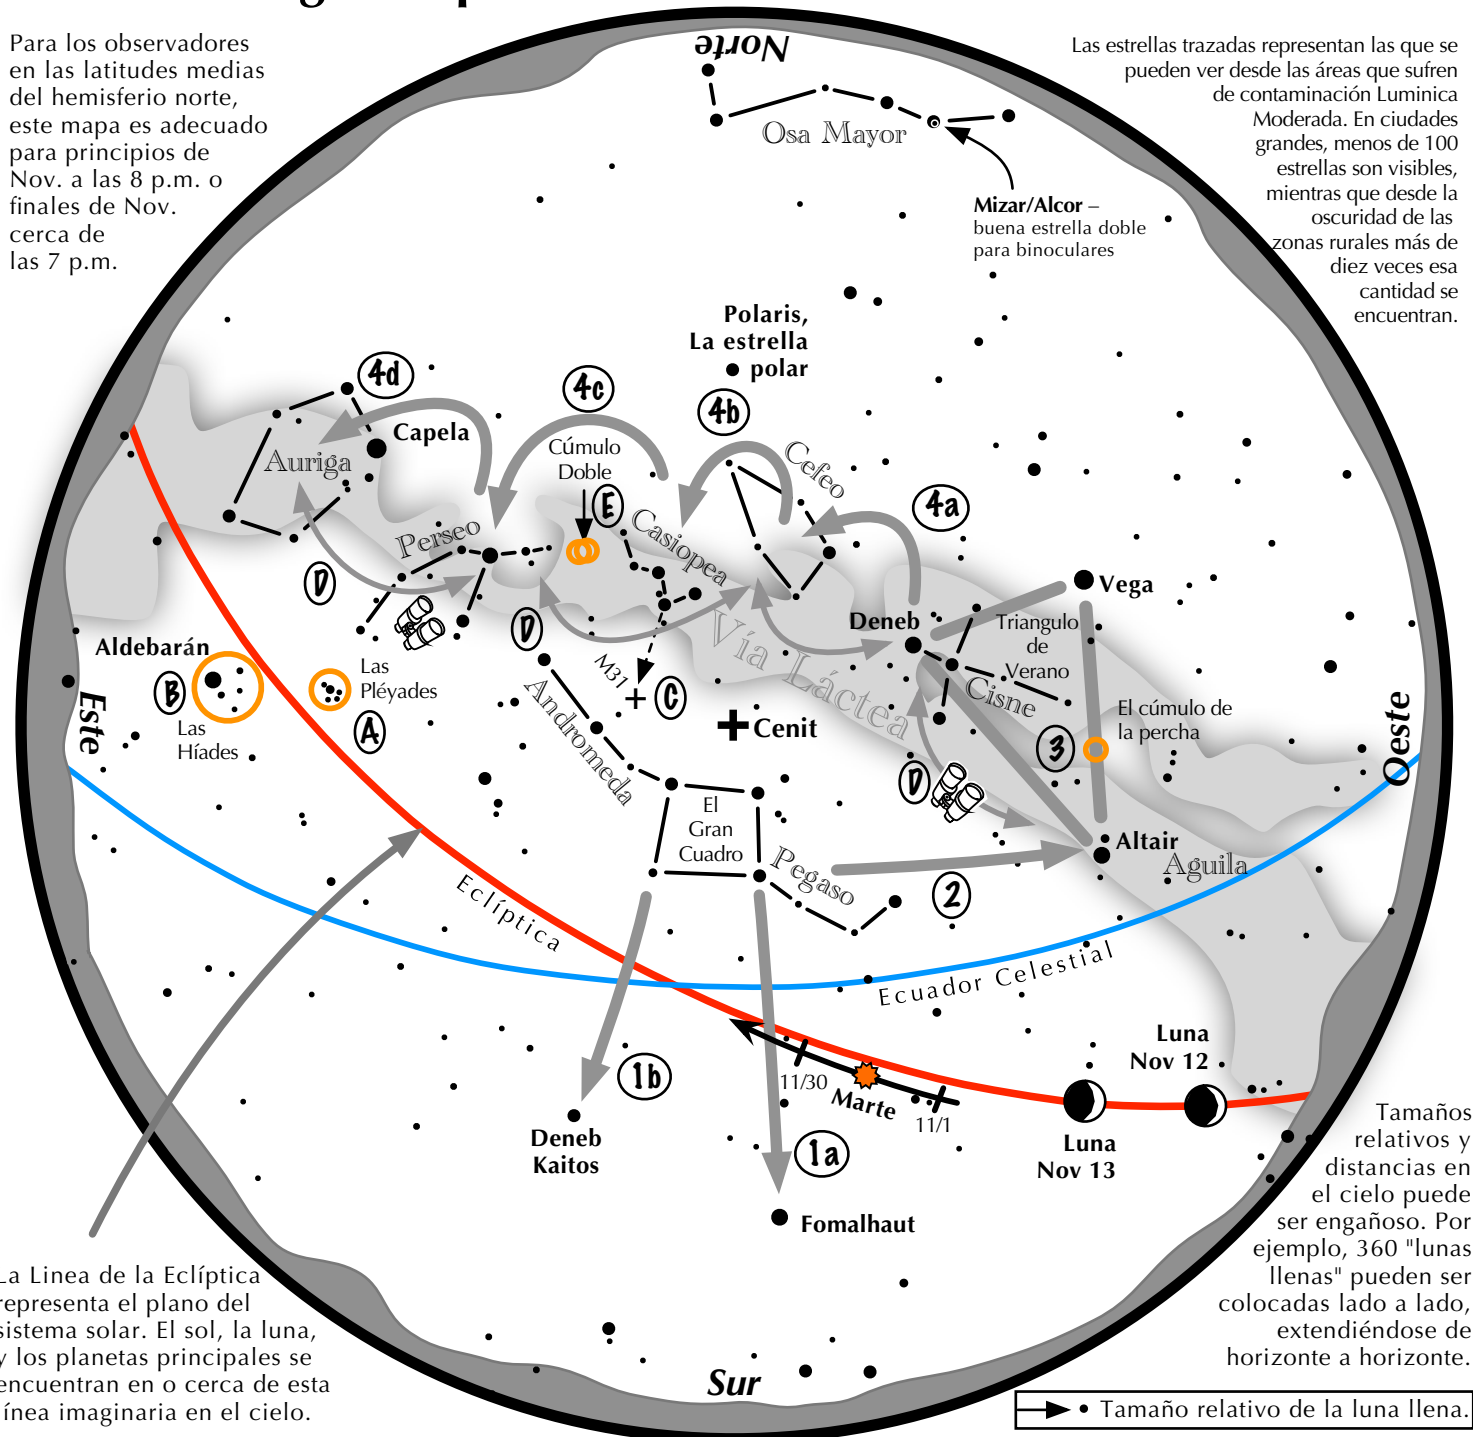 Para los observadores
en las latitudes medias
del hemisferio norte,
este mapa es adecuado
para principios de
Nov. a las 8 p.m. o
finales de Nov.
cerca de
las 7 p.m.
Norte
Las estrellas trazadas representan las que se
pueden ver desde las áreas que sufren
de contaminación Luminica
Moderada. En ciudades
grandes, menos de 100
estrellas son visibles,
mientras que desde la
oscuridad de las
zonas rurales más de
diez veces esa
cantidad se
encuentran.
Osa Mayor
Mizar/Alcor –
buena estrella doble
para binoculares
Polaris,
La estrella
polar
4d
4c
4b
4a
Capela
Auriga
Cúmulo
Doble
E
Cefeo
Perseo
Casiopea
D
D
Vía Láctea
Deneb
Vega
Triangulo
de
Verano
Cisne
Aldebarán
B
Las
Híades
Las
Pléyades
A
Este
M31
C
Andromeda
Cenit
El cúmulo de
la percha
3
D
Oeste
El
Gran
Cuadro
Pegaso
2
Altair
Aguila
Eclíptica
Ecuador Celestial
1b
Deneb
Kaitos
1a
Fomalhaut
11/30
Marte
11/1
Luna
Nov 12
Luna
Nov 13
La Linea de la Eclíptica
representa el plano del
sistema solar. El sol, la luna,
y los planetas principales se
encuentran en o cerca de esta
línea imaginaria en el cielo.
Sur
Tamaños
relativos y
distancias en
el cielo puede
ser engañoso. Por
ejemplo, 360 "lunas
llenas" pueden ser
colocadas lado a lado,
extendiéndose de
horizonte a horizonte.
Tamaño relativo de la luna llena.